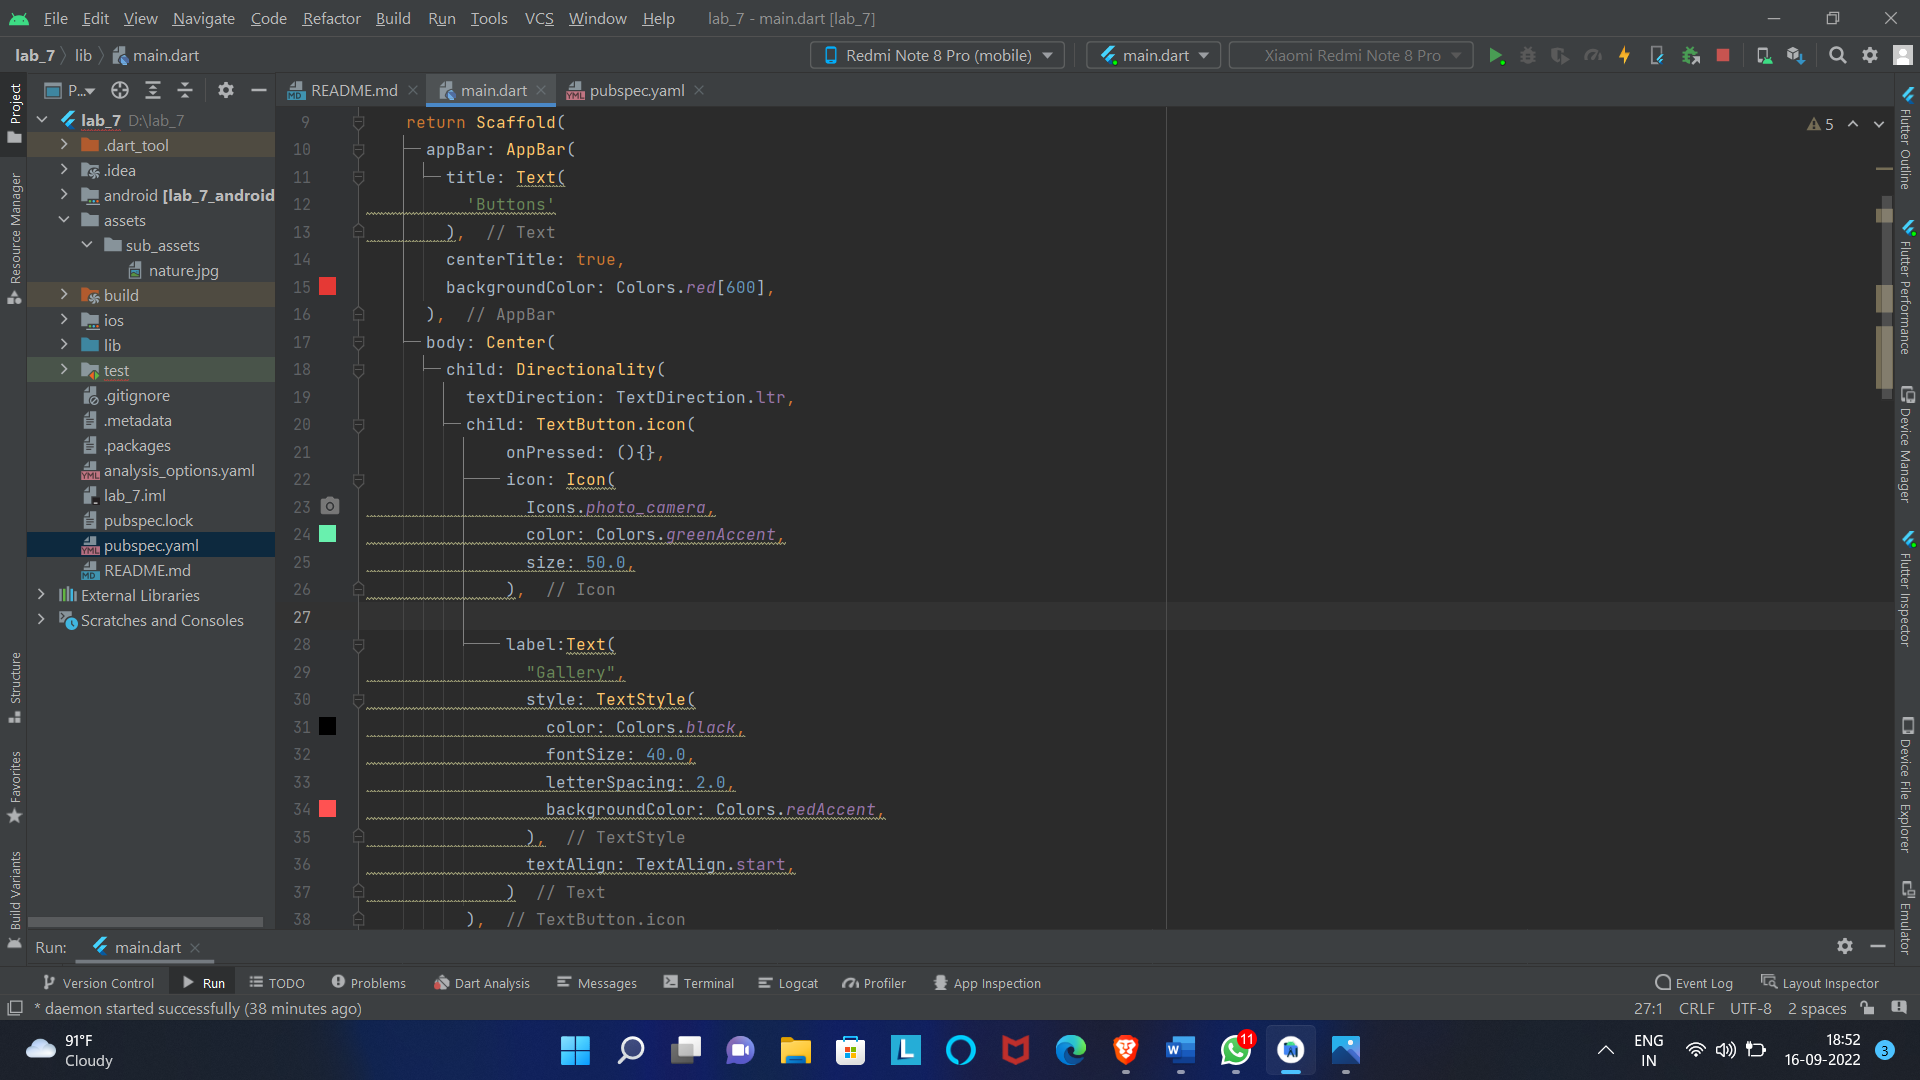 File Edit View Navigate Code Refactor Build Run Tools VCS Window Help lab_7 - main.dart [lab_7]
lab_7 lib main.dart Redmi Note 8 Pro (mobile) main.dart Xiaomi Redmi Note 8 Pro
P... README.md main.dart pubspec.yaml
Project
Resource Manager
Structure
Favorites
Build Variants
lab_7 D:\lab_7
.dart_tool
.idea
android [lab_7_android
assets
sub_assets
nature.jpg
build
ios
lib
test
.gitignore
.metadata
.packages
analysis_options.yaml
lab_7.iml
pubspec.lock
pubspec.yaml
README.md
External Libraries
Scratches and Consoles
9 return Scaffold(
10 appBar: AppBar(
11 title: Text(
12 'Buttons'
13 ), // Text
14 centerTitle: true,
15 backgroundColor: Colors.red[600],
16 ), // AppBar
17 body: Center(
18 child: Directionality(
19 textDirection: TextDirection.ltr,
20 child: TextButton.icon(
21 onPressed: (){},
22 icon: Icon(
23 Icons.photo_camera,
24 color: Colors.greenAccent,
25 size: 50.0,
26 ), // Icon
27
28 label:Text(
29 "Gallery",
30 style: TextStyle(
31 color: Colors.black,
32 fontSize: 40.0,
33 letterSpacing: 2.0,
34 backgroundColor: Colors.redAccent,
35 ), // TextStyle
36 textAlign: TextAlign.start,
37 ) // Text
38 ), // TextButton.icon
5
Flutter Outline
Flutter Performance
Device Manager
Flutter Inspector
Device File Explorer
Emulator
Run: main.dart
Version Control Run TODO Problems Dart Analysis Messages Terminal Logcat Profiler App Inspection Event Log Layout Inspector
* daemon started successfully (38 minutes ago) 27:1 CRLF UTF-8 2 spaces
91°F
Cloudy
11
ENG
IN
18:52
16-09-2022
3